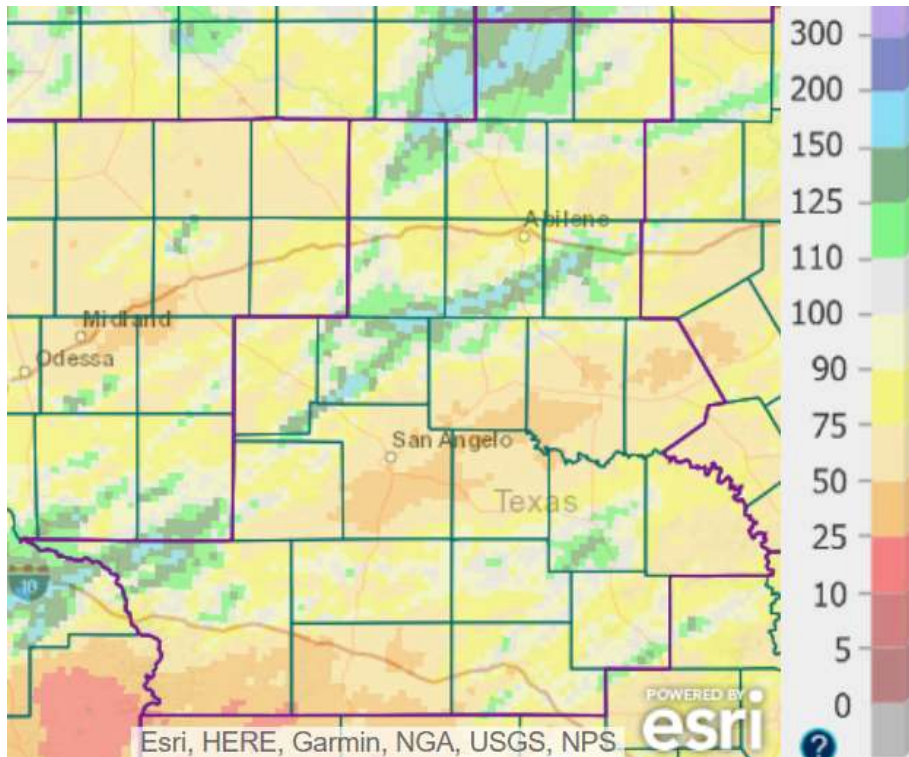 300
200
150
125
110
100
90
75
50
25
10
5
0
Abilene
Midland
Odessa
San Angelo
Texas
10
POWERED BY
esri
Esri, HERE, Garmin, NGA, USGS, NPS
?